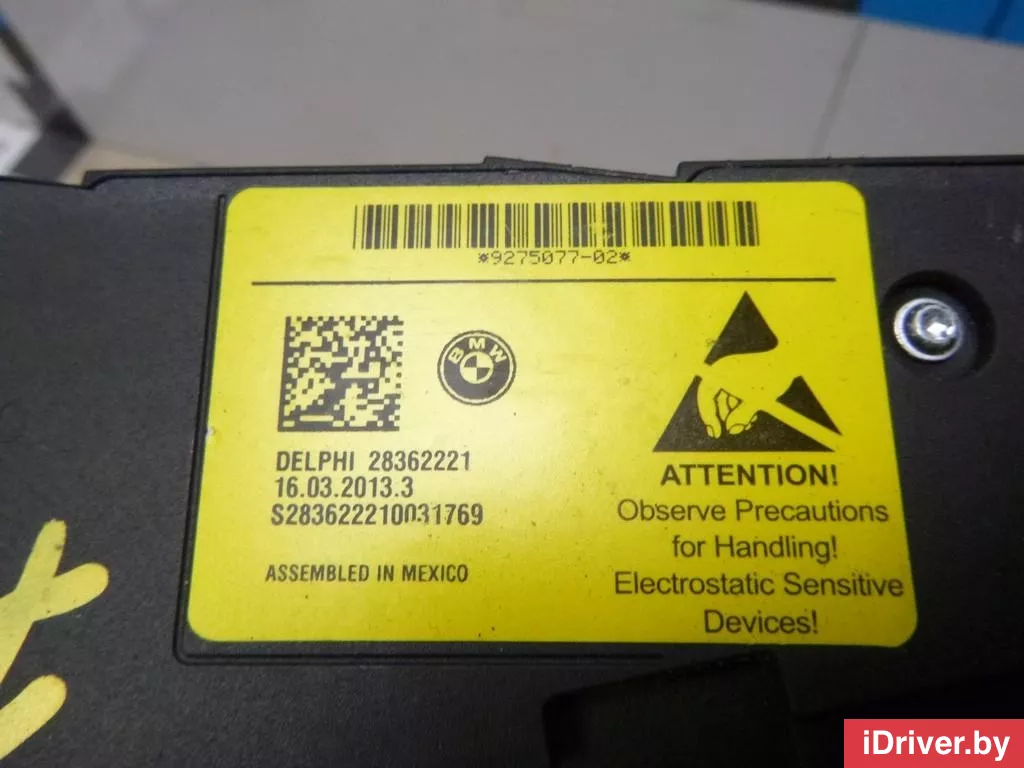 *9275077-02*
BMW
DELPHI 28362221
16.03.2013.3
S283622210031769
ASSEMBLED IN MEXICO
ATTENTION!
Observe Precautions
for Handling!
Electrostatic Sensitive
Devices!
iDriver.by